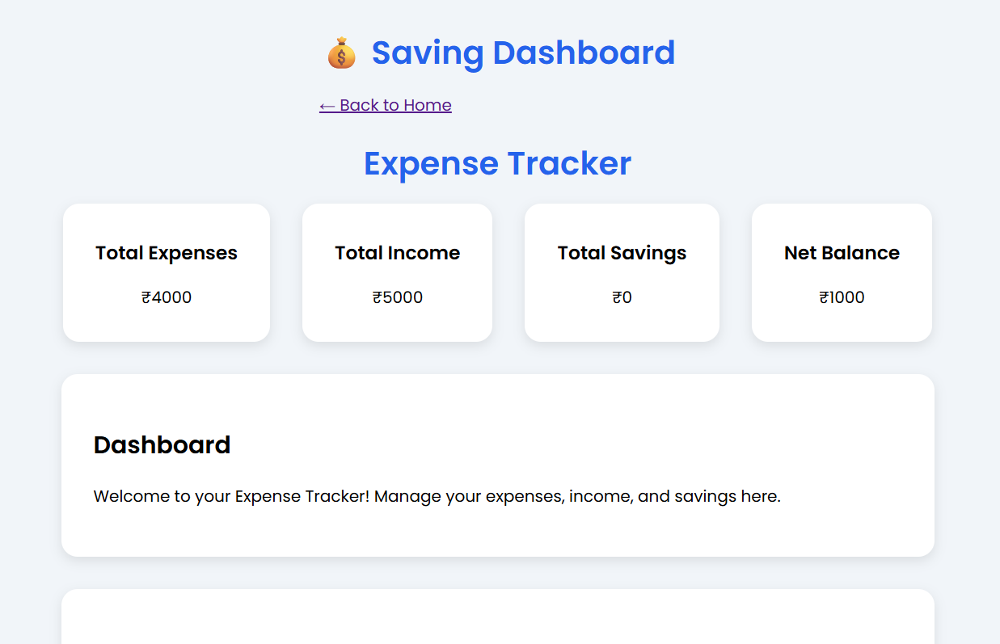 💰 Saving Dashboard
← Back to Home
Expense Tracker
Total Expenses
₹4000
Total Income
₹5000
Total Savings
₹0
Net Balance
₹1000
Dashboard
Welcome to your Expense Tracker! Manage your expenses, income, and savings here.